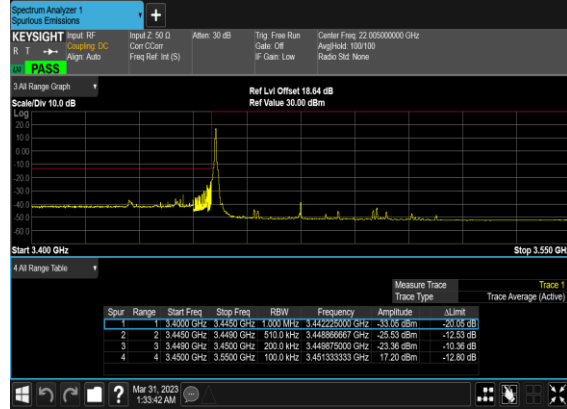 Spectrum Analyzer 1
Spurious Emissions
+
KEYSIGHT Input: RF Input Z: 50 Ω Atten: 30 dB Trig: Free Run Center Freq: 22.005000000 GHz
R T Coupling: DC Corr CCorr Gate: Off Avg|Hold: 100/100
Align: Auto Freq Ref: Int (S) IF Gain: Low Radio Std: None
PASS
3 All Range Graph
Ref Lvl Offset 18.64 dB
Scale/Div 10.0 dB Ref Value 30.00 dBm
Log
20.0
10.0
0.00
-10.0
-20.0
-30.0
-40.0
-50.0
-60.0
Start 3.400 GHz Stop 3.550 GHz
4 All Range Table
Measure Trace Trace 1
Trace Type Trace Average (Active)
Spur Range Start Freq Stop Freq RBW Frequency Amplitude ΔLimit
1 1 3.4000 GHz 3.4450 GHz 1.000 MHz 3.442225000 GHz -33.05 dBm -20.05 dB
2 2 3.4450 GHz 3.4490 GHz 510.0 kHz 3.448866667 GHz -25.53 dBm -12.53 dB
3 3 3.4490 GHz 3.4500 GHz 200.0 kHz 3.449875000 GHz -23.36 dBm -10.36 dB
4 4 3.4500 GHz 3.5500 GHz 100.0 kHz 3.451333333 GHz 17.20 dBm -12.80 dB
?
Mar 31, 2023
1:33:42 AM